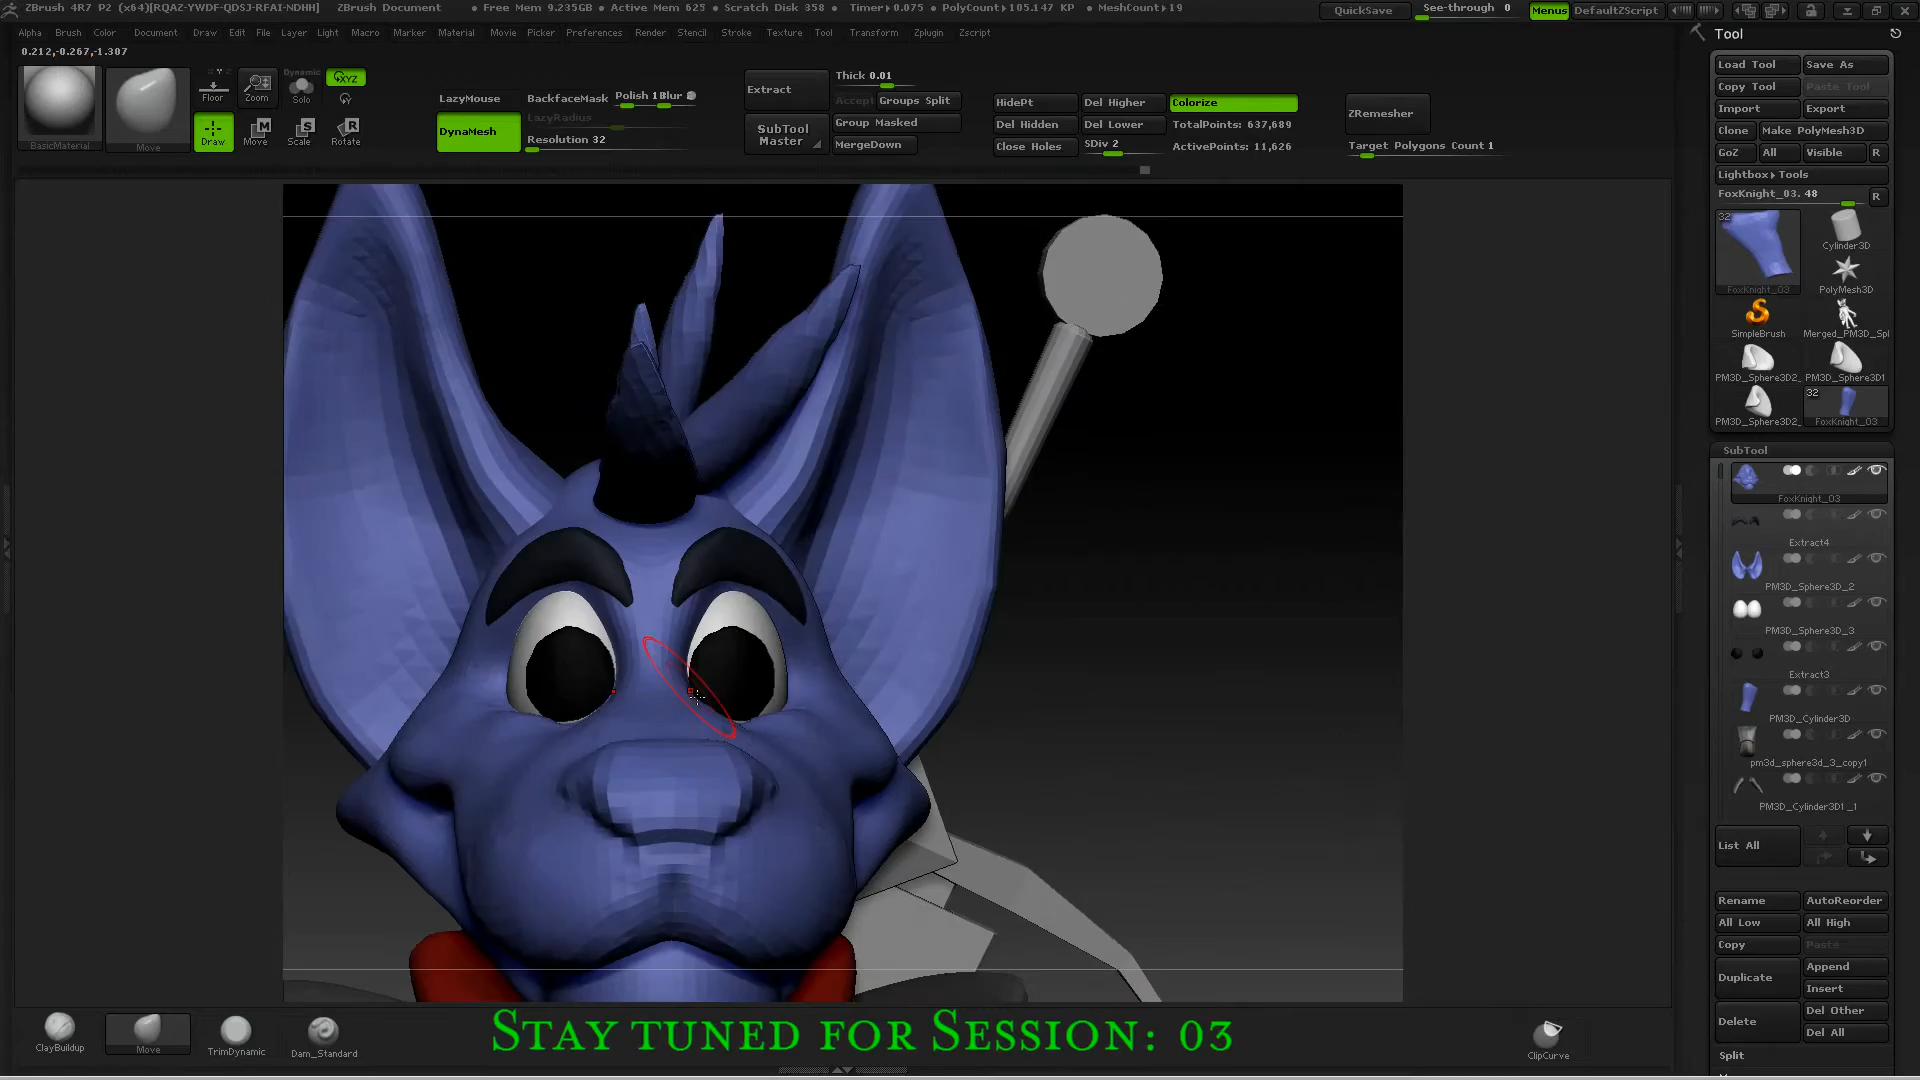 ZBrush 4R7 P2 (x64)[RQAZ-YWDF-QDSJ-RFAI-NDHH] ZBrush Document • Free Mem 9.235GB • Active Mem 625 • Scratch Disk 358 • Timer▸0.075 • PolyCount▸105.147 KP • MeshCount▸19 QuickSave See-through 0 Menus DefaultZScript
Alpha Brush Color Document Draw Edit File Layer Light Macro Marker Material Movie Picker Preferences Render Stencil Stroke Texture Tool Transform Zplugin Zscript
0.212,-0.267,-1.307
BasicMaterial
Move
Floor
Zoom
Dynamic
Solo
XYZ
Draw
Move
Scale
Rotate
LazyMouse
BackfaceMask
Polish 1 Blur
DynaMesh
LazyRadius
Resolution 32
Extract
Thick 0.01
Accept Groups Split
SubTool Master
Group Masked
MergeDown
HidePt Del Higher Colorize
Del Hidden Del Lower TotalPoints: 637,689
Close Holes SDiv 2 ActivePoints: 11,626
ZRemesher
Target Polygons Count 1
Tool
Load Tool Save As
Copy Tool Paste Tool
Import Export
Clone Make PolyMesh3D
GoZ All Visible R
Lightbox▸Tools
FoxKnight_03. 48 R
32
FoxKnight_03
Cylinder3D
PolyMesh3D
SimpleBrush
Merged_PM3D_Spl
PM3D_Sphere3D2_
PM3D_Sphere3D1
PM3D_Sphere3D2_
32
FoxKnight_03
SubTool
FoxKnight_03
Extract4
PM3D_Sphere3D_2
PM3D_Sphere3D_3
Extract3
PM3D_Cylinder3D
pm3d_sphere3d_3_copy1
PM3D_Cylinder3D1_1
List All
Rename AutoReorder
All Low All High
Copy Paste
Duplicate Append
Insert
Delete Del Other
Del All
Split
ClayBuildup
Move
TrimDynamic
Dam_Standard
Stay tuned for Session: 03
ClipCurve